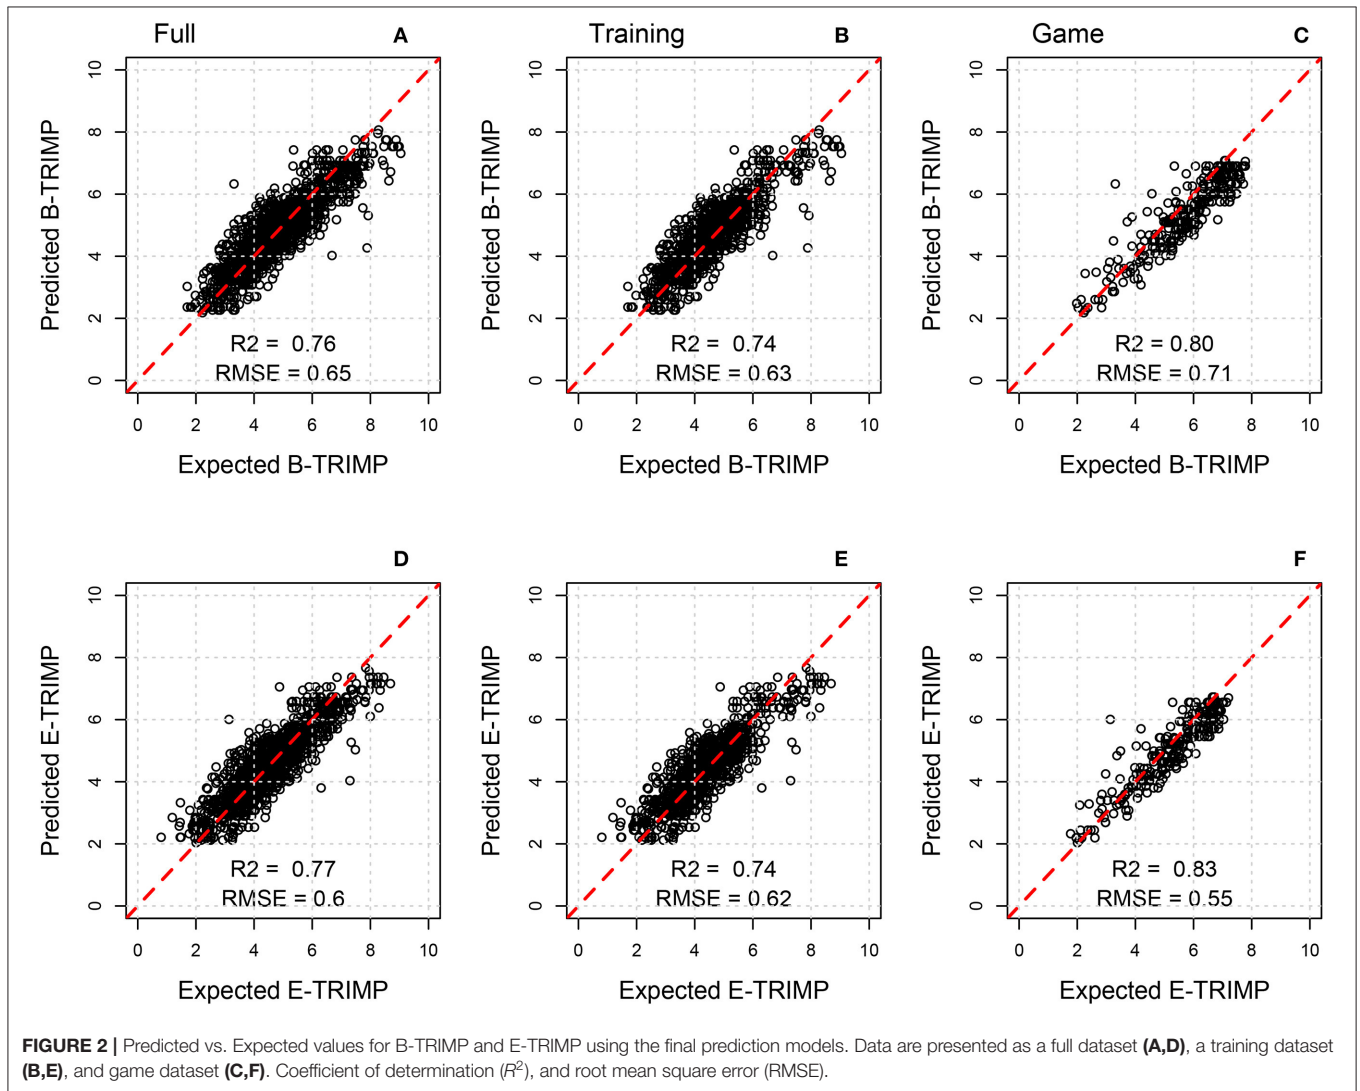 Full A
Training B
Game C
10
8
6
4
2
0
Predicted B-TRIMP
R2 = 0.76
RMSE = 0.65
0 2 4 6 8 10
Expected B-TRIMP
10
8
6
4
2
0
Predicted B-TRIMP
R2 = 0.74
RMSE = 0.63
0 2 4 6 8 10
Expected B-TRIMP
10
8
6
4
2
0
Predicted B-TRIMP
R2 = 0.80
RMSE = 0.71
0 2 4 6 8 10
Expected B-TRIMP
D
10
8
6
4
2
0
Predicted E-TRIMP
R2 = 0.77
RMSE = 0.6
0 2 4 6 8 10
Expected E-TRIMP
E
10
8
6
4
2
0
Predicted E-TRIMP
R2 = 0.74
RMSE = 0.62
0 2 4 6 8 10
Expected E-TRIMP
F
10
8
6
4
2
0
Predicted E-TRIMP
R2 = 0.83
RMSE = 0.55
0 2 4 6 8 10
Expected E-TRIMP
FIGURE 2 | Predicted vs. Expected values for B-TRIMP and E-TRIMP using the final prediction models. Data are presented as a full dataset (A,D), a training dataset
(B,E), and game dataset (C,F). Coefficient of determination (R²), and root mean square error (RMSE).